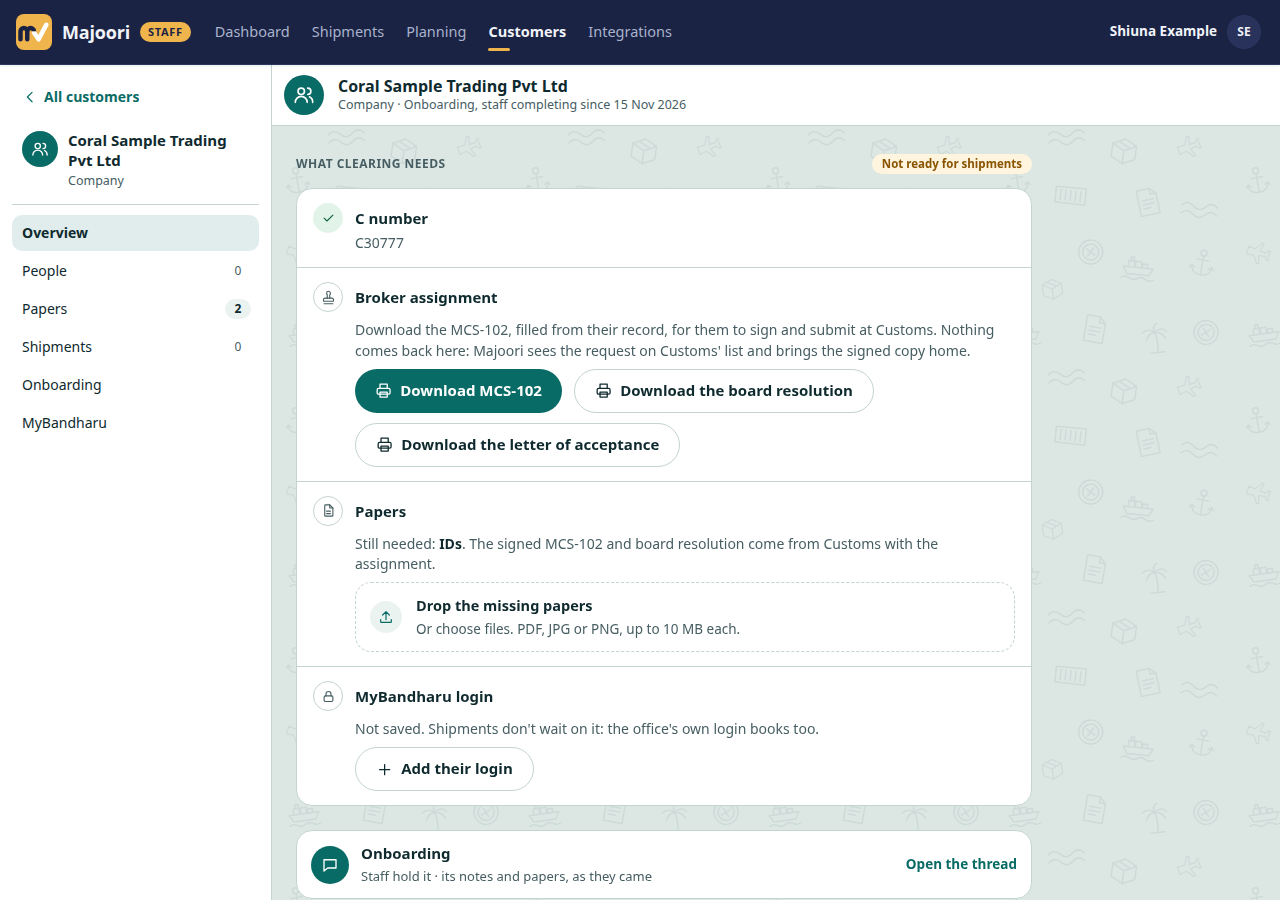 Majoori
STAFF
Dashboard
Shipments
Planning
Customers
Integrations
Shiuna Example
SE
All customers
Coral Sample Trading
Pvt Ltd
Company
Overview
People
0
Papers
2
Shipments
0
Onboarding
MyBandharu
Coral Sample Trading Pvt Ltd
Company · Onboarding, staff completing since 15 Nov 2026
WHAT CLEARING NEEDS
Not ready for shipments
C number
C30777
Broker assignment
Download the MCS-102, filled from their record, for them to sign and submit at Customs. Nothing
comes back here: Majoori sees the request on Customs' list and brings the signed copy home.
Download MCS-102
Download the board resolution
Download the letter of acceptance
Papers
Still needed: IDs. The signed MCS-102 and board resolution come from Customs with the
assignment.
Drop the missing papers
Or choose files. PDF, JPG or PNG, up to 10 MB each.
MyBandharu login
Not saved. Shipments don't wait on it: the office's own login books too.
Add their login
Onboarding
Staff hold it · its notes and papers, as they came
Open the thread